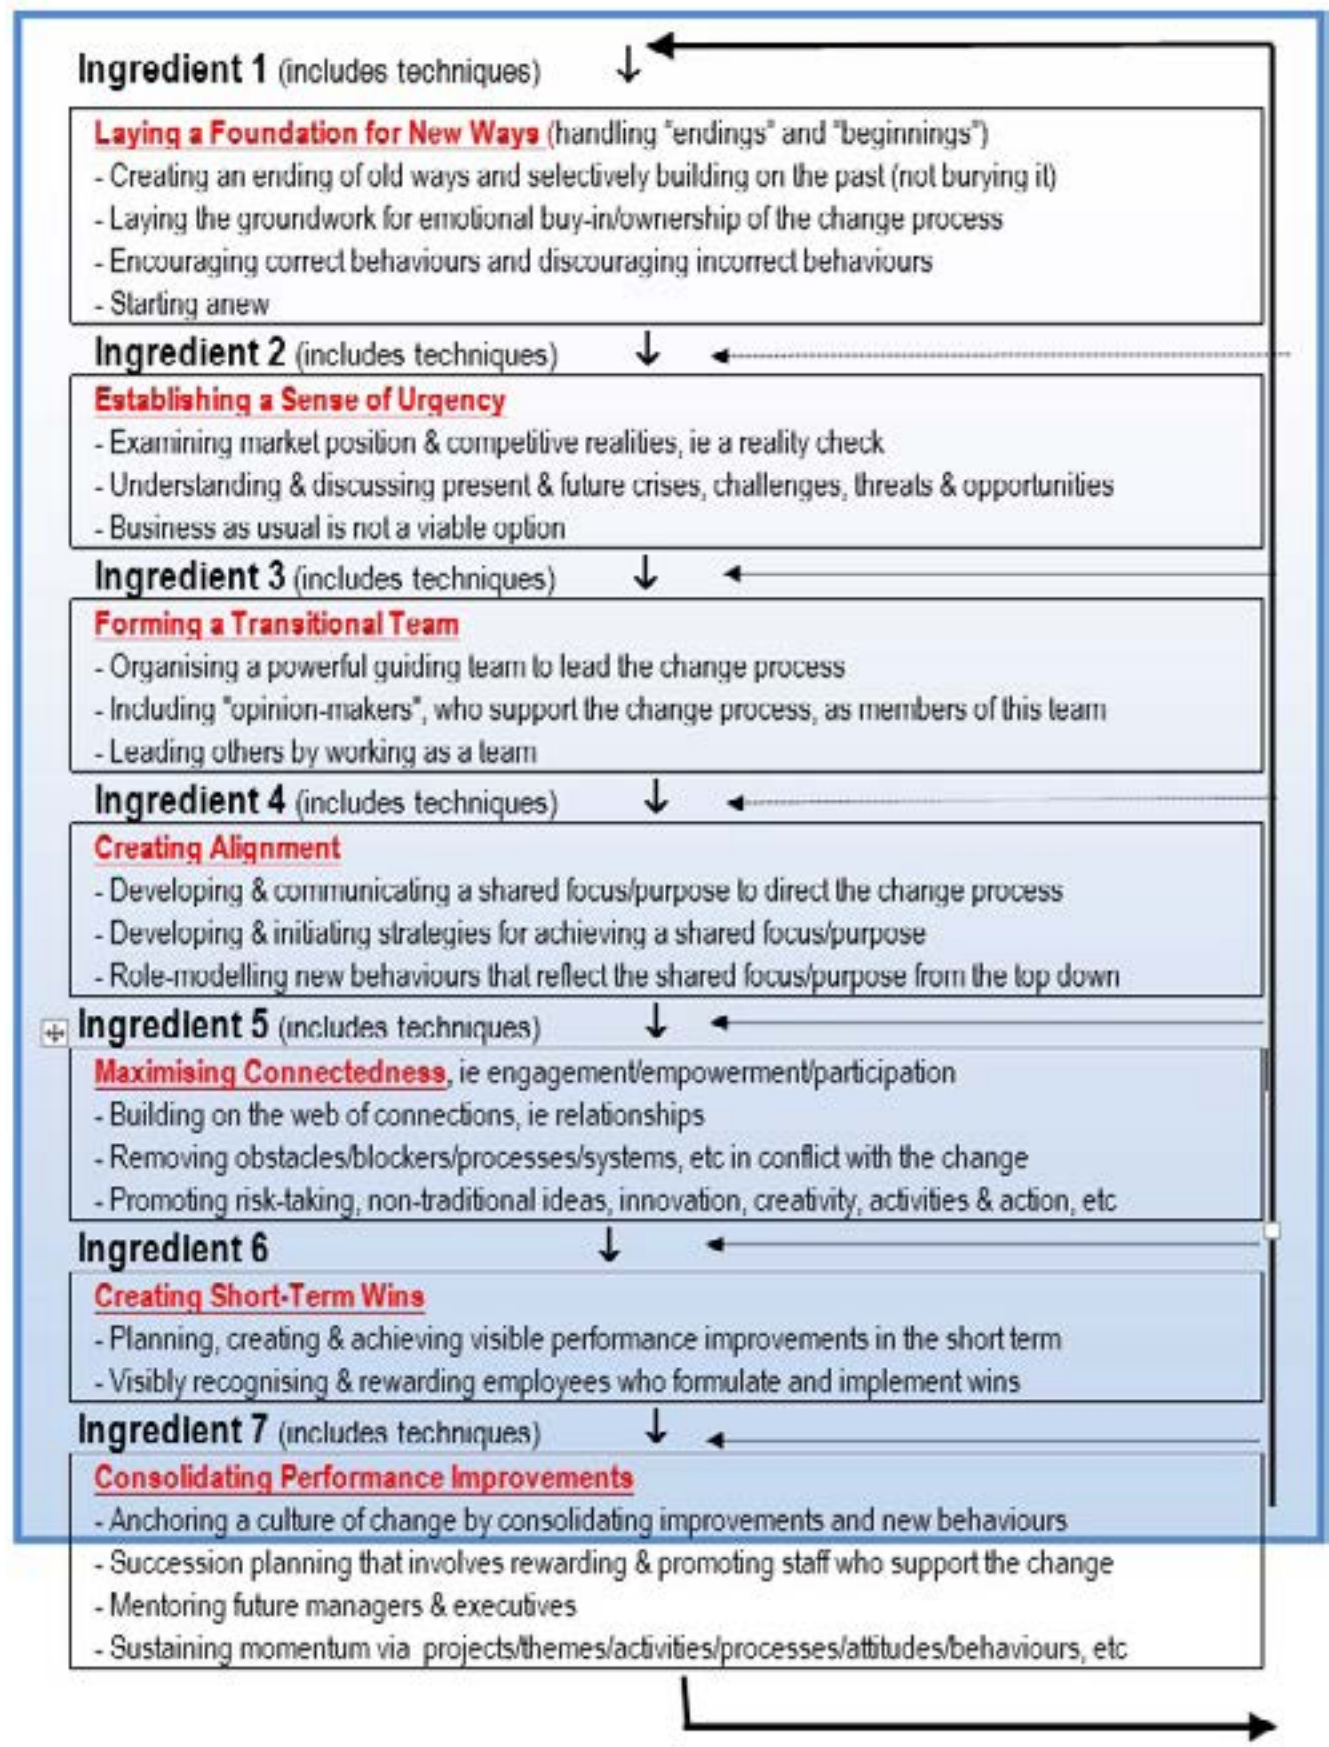 Ingredient 1 (includes techniques)
Laying a Foundation for New Ways (handling "endings" and "beginnings")
- Creating an ending of old ways and selectively building on the past (not burying it)
- Laying the groundwork for emotional buy-in/ownership of the change process
- Encouraging correct behaviours and discouraging incorrect behaviours
- Starting anew
Ingredient 2 (includes techniques)
Establishing a Sense of Urgency
- Examining market position & competitive realities, ie a reality check
- Understanding & discussing present & future crises, challenges, threats & opportunities
- Business as usual is not a viable option
Ingredient 3 (includes techniques)
Forming a Transitional Team
- Organising a powerful guiding team to lead the change process
- Including "opinion-makers", who support the change process, as members of this team
- Leading others by working as a team
Ingredient 4 (includes techniques)
Creating Alignment
- Developing & communicating a shared focus/purpose to direct the change process
- Developing & initiating strategies for achieving a shared focus/purpose
- Role-modelling new behaviours that reflect the shared focus/purpose from the top down
Ingredient 5 (includes techniques)
Maximising Connectedness, ie engagement/empowerment/participation
- Building on the web of connections, ie relationships
- Removing obstacles/blockers/processes/systems, etc in conflict with the change
- Promoting risk-taking, non-traditional ideas, innovation, creativity, activities & action, etc
Ingredient 6
Creating Short-Term Wins
- Planning, creating & achieving visible performance improvements in the short term
- Visibly recognising & rewarding employees who formulate and implement wins
Ingredient 7 (includes techniques)
Consolidating Performance Improvements
- Anchoring a culture of change by consolidating improvements and new behaviours
- Succession planning that involves rewarding & promoting staff who support the change
- Mentoring future managers & executives
- Sustaining momentum via projects/themes/activities/processes/attitudes/behaviours, etc